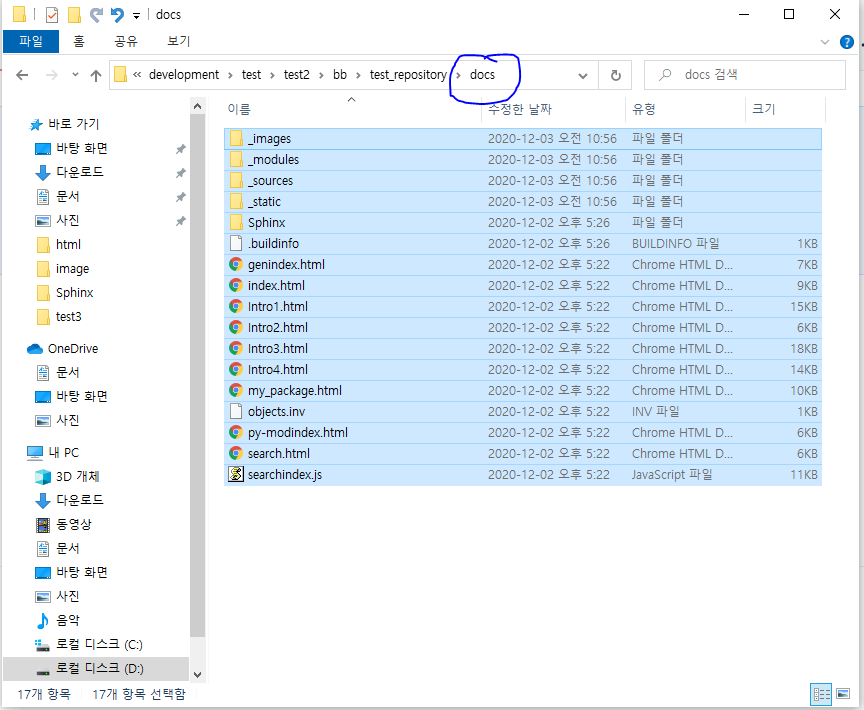 docs
파일 홈 공유 보기
« development › test › test2 › bb › test_repository › docs
docs 검색
이름 수정한 날짜 유형 크기
바로 가기
바탕 화면
다운로드
문서
사진
html
image
Sphinx
test3
OneDrive
문서
바탕 화면
사진
내 PC
3D 개체
다운로드
동영상
문서
바탕 화면
사진
음악
로컬 디스크 (C:)
로컬 디스크 (D:)
_images 2020-12-03 오전 10:56 파일 폴더
_modules 2020-12-03 오전 10:56 파일 폴더
_sources 2020-12-03 오전 10:56 파일 폴더
_static 2020-12-03 오전 10:56 파일 폴더
Sphinx 2020-12-02 오후 5:26 파일 폴더
.buildinfo 2020-12-02 오후 5:26 BUILDINFO 파일 1KB
genindex.html 2020-12-02 오후 5:22 Chrome HTML D... 7KB
index.html 2020-12-02 오후 5:22 Chrome HTML D... 9KB
Intro1.html 2020-12-02 오후 5:22 Chrome HTML D... 15KB
Intro2.html 2020-12-02 오후 5:22 Chrome HTML D... 6KB
Intro3.html 2020-12-02 오후 5:22 Chrome HTML D... 18KB
Intro4.html 2020-12-02 오후 5:22 Chrome HTML D... 14KB
my_package.html 2020-12-02 오후 5:22 Chrome HTML D... 10KB
objects.inv 2020-12-02 오후 5:22 INV 파일 1KB
py-modindex.html 2020-12-02 오후 5:22 Chrome HTML D... 6KB
search.html 2020-12-02 오후 5:22 Chrome HTML D... 6KB
searchindex.js 2020-12-02 오후 5:22 JavaScript 파일 11KB
17개 항목 17개 항목 선택함